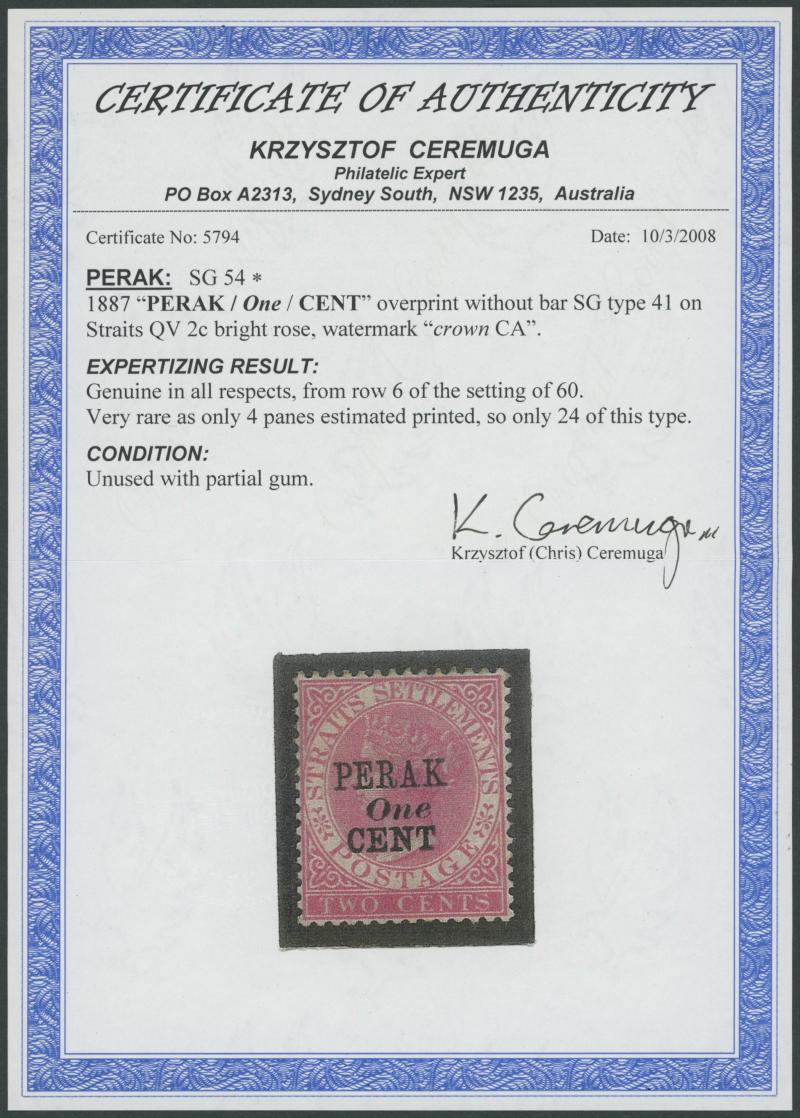 CERTIFICATE OF AUTHENTICITY
KRZYSZTOF CEREMUGA
Philatelic Expert
PO Box A2313, Sydney South, NSW 1235, Australia
Certificate No: 5794 Date: 10/3/2008
PERAK: SG 54 *
1887 “PERAK / One / CENT” overprint without bar SG type 41 on
Straits QV 2c bright rose, watermark “crown CA”.
EXPERTIZING RESULT:
Genuine in all respects, from row 6 of the setting of 60.
Very rare as only 4 panes estimated printed, so only 24 of this type.
CONDITION:
Unused with partial gum.
K. Ceremuga
Krzysztof (Chris) Ceremuga
STRAITS SETTLEMENTS
PERAK
One
CENT
POSTAGE
TWO CENTS